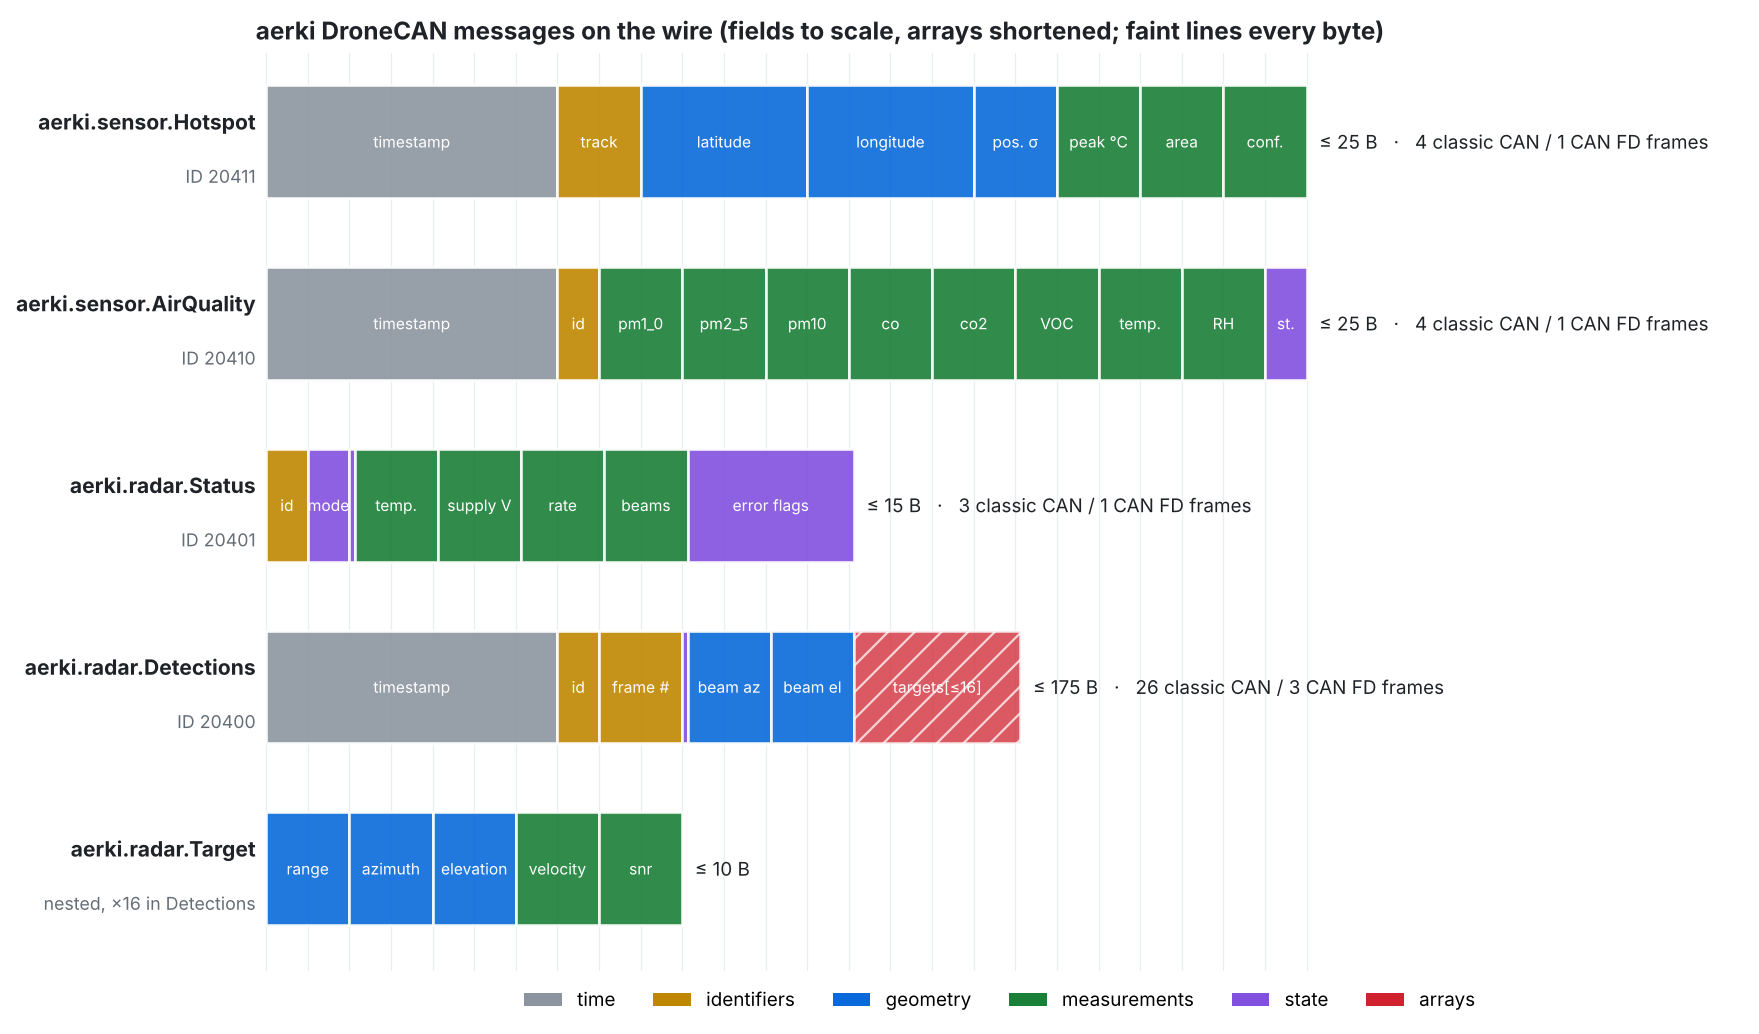 aerki DroneCAN messages on the wire (fields to scale, arrays shortened; faint lines every byte)
aerki.sensor.Hotspot
ID 20411
timestamp track latitude longitude pos. σ peak °C area conf.
≤ 25 B · 4 classic CAN / 1 CAN FD frames
aerki.sensor.AirQuality
ID 20410
timestamp id pm1_0 pm2_5 pm10 co co2 VOC temp. RH st.
≤ 25 B · 4 classic CAN / 1 CAN FD frames
aerki.radar.Status
ID 20401
id mode temp. supply V rate beams error flags
≤ 15 B · 3 classic CAN / 1 CAN FD frames
aerki.radar.Detections
ID 20400
timestamp id frame # beam az beam el targets[≤16]
≤ 175 B · 26 classic CAN / 3 CAN FD frames
aerki.radar.Target
nested, ×16 in Detections
range azimuth elevation velocity snr
≤ 10 B
time identifiers geometry measurements state arrays